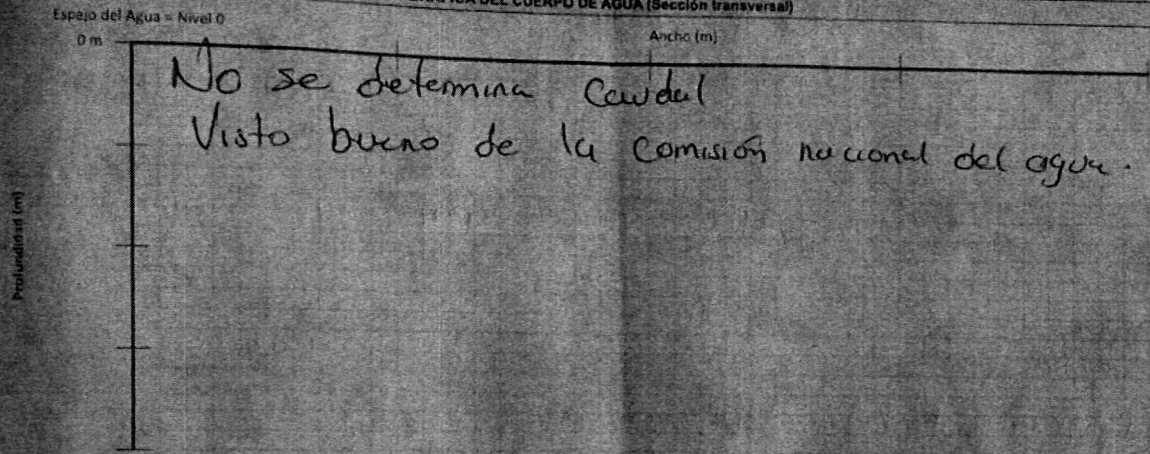 DEL CUERPO DE AGUA (Sección transversal)
Espejo del Agua = Nivel 0
0 m
Ancho (m)
No se determina Caudal
Visto bueno de la Comisión nacional del agua.
Profundidad (m)